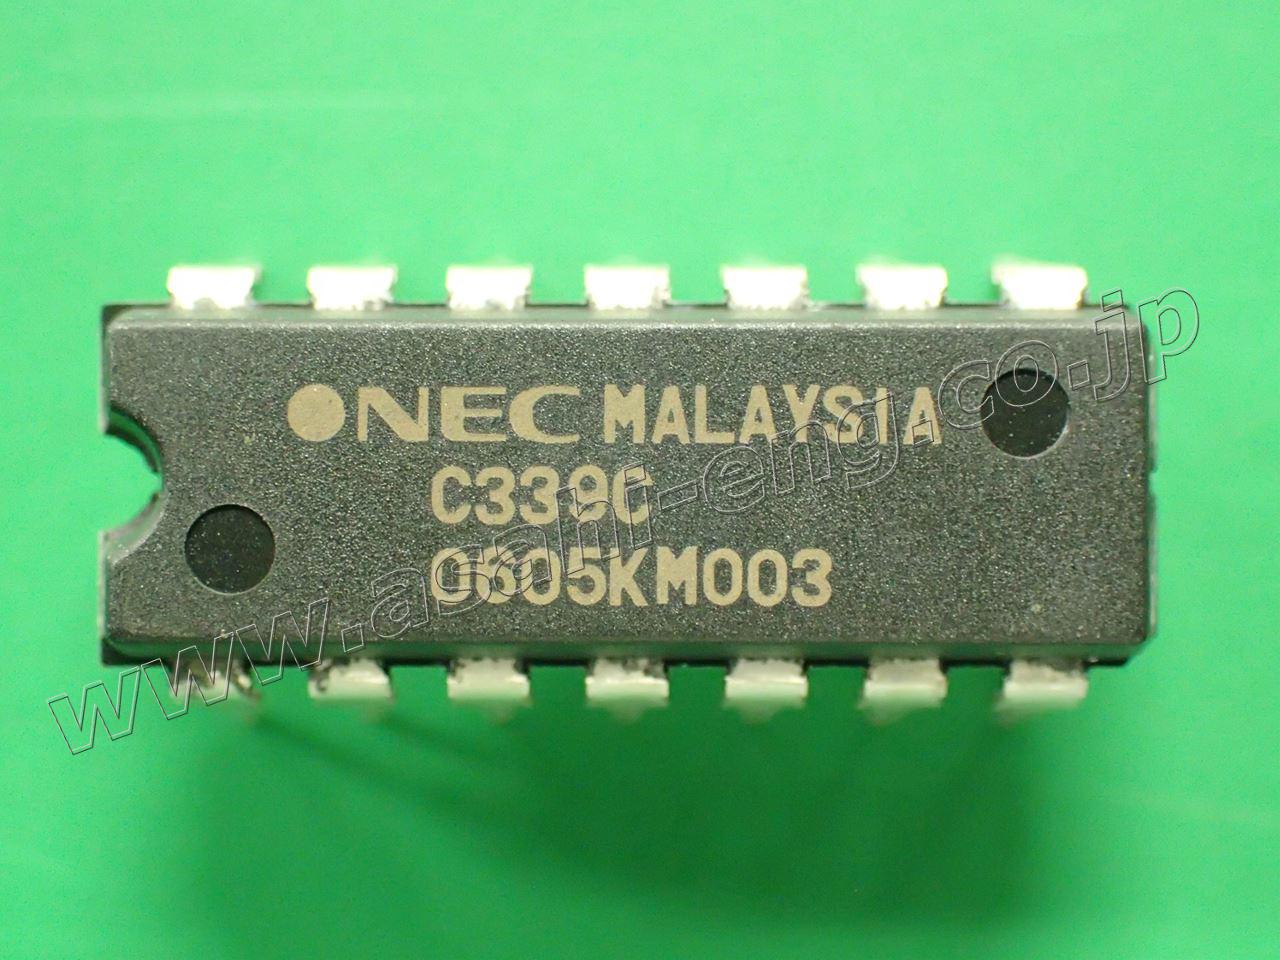 NEC MALAYSIA
C339C
0605KM003
www.asahi-eng.co.jp